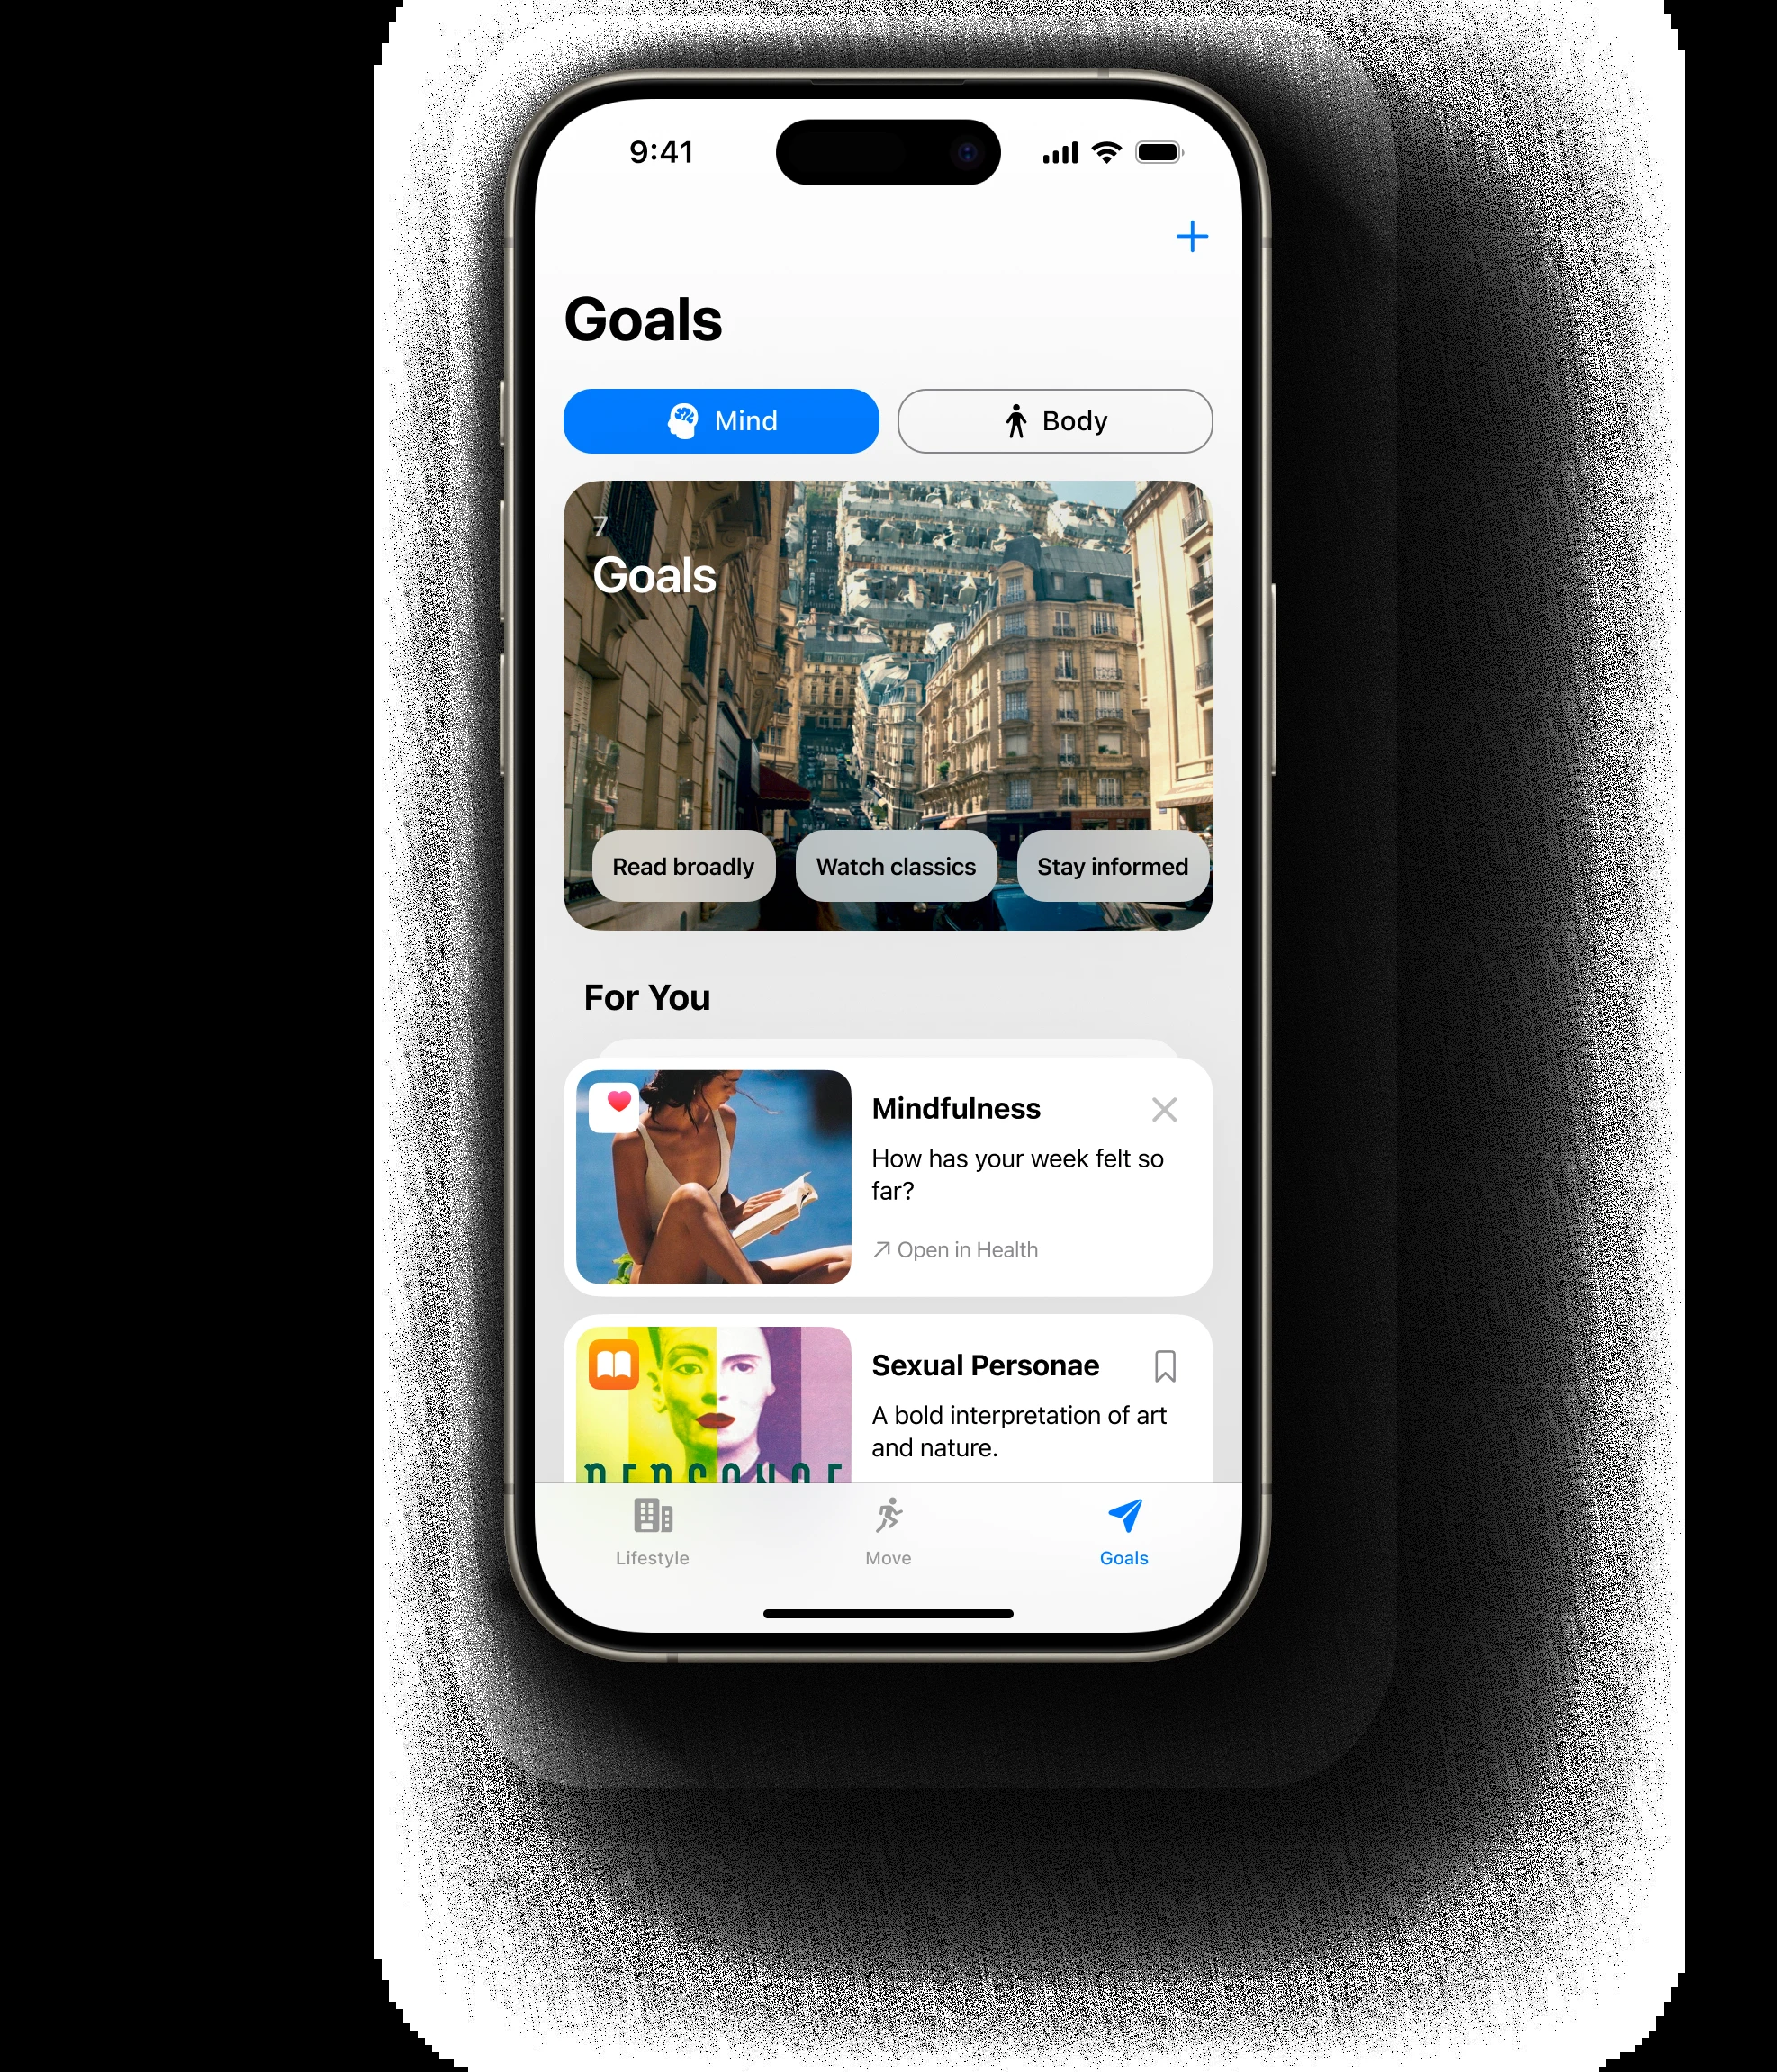 9:41
Goals
Mind
Body
7
Goals
Read broadly
Watch classics
Stay informed
For You
Mindfulness
How has your week felt so
far?
Open in Health
Sexual Personae
A bold interpretation of art
and nature.
PERSONAE
Lifestyle
Move
Goals